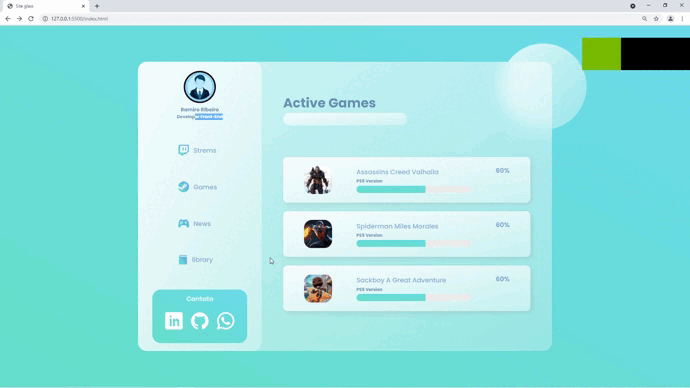 Site glass
127.0.0.1:5500/index.html
Ramiro Ribeiro
Developer Front-End
Strems
Games
News
library
Contato
Active Games
Assassins Creed Valhalla
PS5 Version
60%
Spiderman Miles Morales
PS5 Version
60%
Sackboy A Great Adventure
PS5 Version
60%